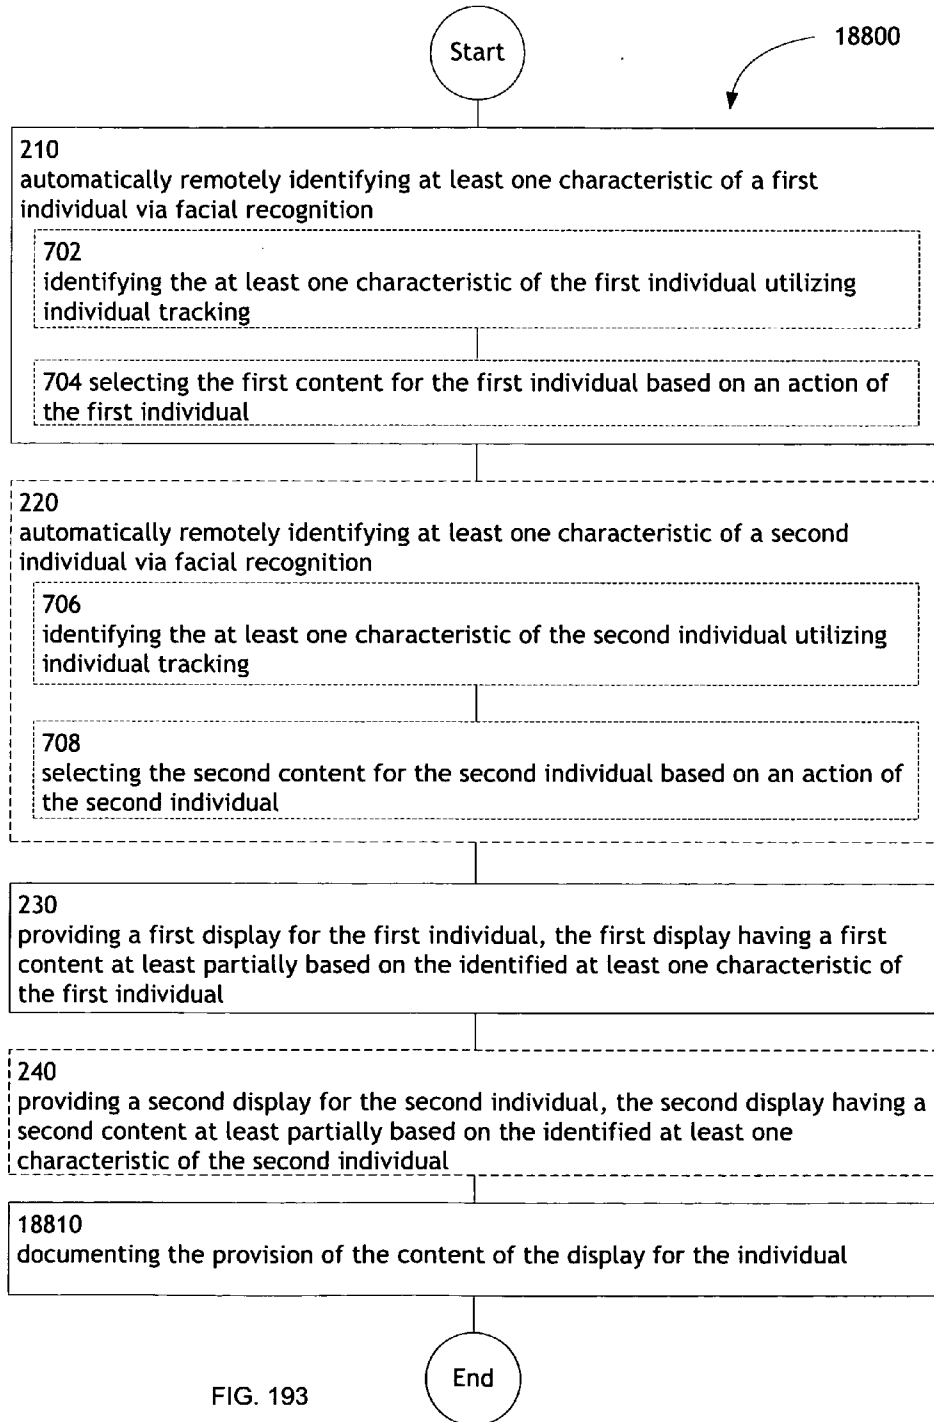 Start
18800
210
automatically remotely identifying at least one characteristic of a first
individual via facial recognition
702
identifying the at least one characteristic of the first individual utilizing
individual tracking
704 selecting the first content for the first individual based on an action of
the first individual
220
automatically remotely identifying at least one characteristic of a second
individual via facial recognition
706
identifying the at least one characteristic of the second individual utilizing
individual tracking
708
selecting the second content for the second individual based on an action of
the second individual
230
providing a first display for the first individual, the first display having a first
content at least partially based on the identified at least one characteristic of
the first individual
240
providing a second display for the second individual, the second display having a
second content at least partially based on the identified at least one
characteristic of the second individual
18810
documenting the provision of the content of the display for the individual
End
FIG. 193